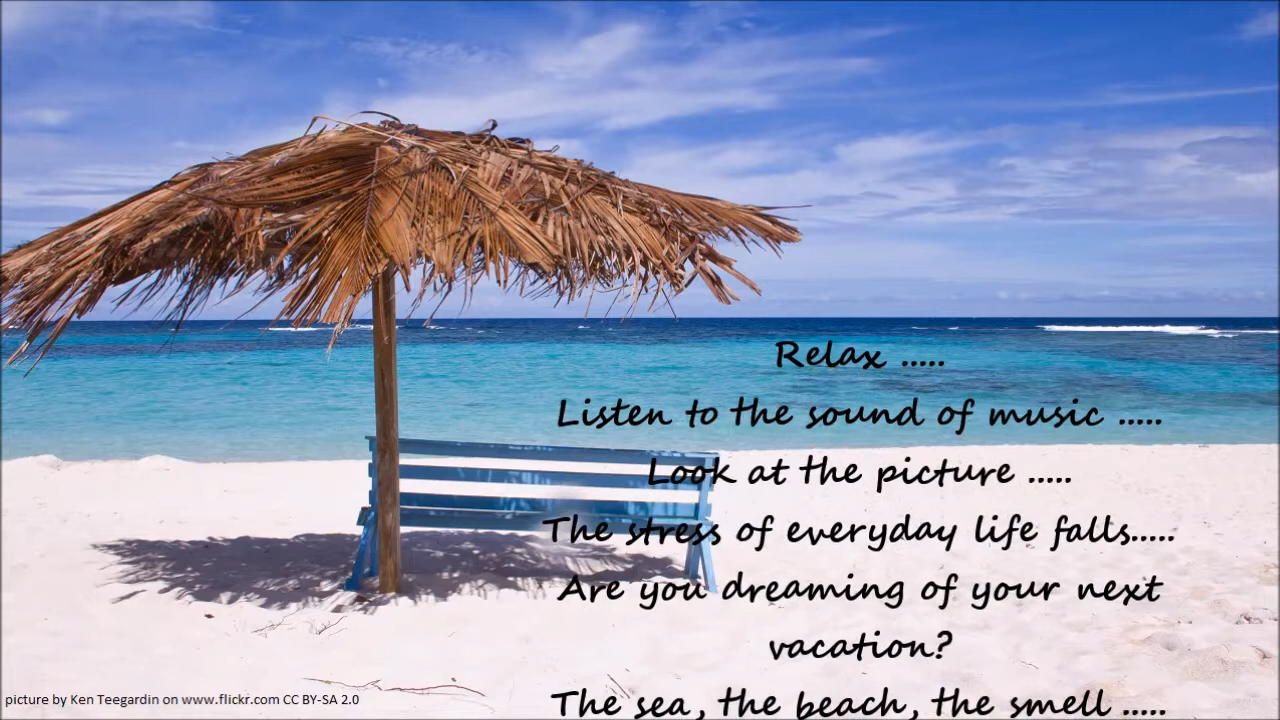 Relax .....
Listen to the sound of music .....
Look at the picture .....
The stress of everyday life falls.....
Are you dreaming of your next
vacation?
The sea, the beach, the smell .....
picture by Ken Teegardin on www.flickr.com CC BY-SA 2.0